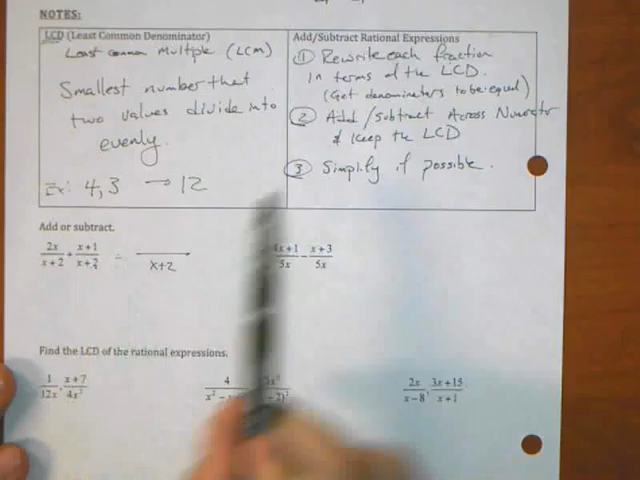 NOTES:
LCD (Least Common Denominator)
Least common Multiple (LCM)
Smallest number that
two values divide into
evenly.
Ex: 4,3 → 12
Add/Subtract Rational Expressions
① Rewrite each fraction
in terms of the LCD.
(Get denominators to be equal)
② Add/Subtract Across Numerator
& Keep the LCD
③ Simplify if possible.
Add or subtract.
2x/x+2 + x+1/x+2 = /x+2
x+1/5x − x+3/5x
Find the LCD of the rational expressions.
1/12x, x+7/4x²
4
2x/x−8, 3x+15/x+1